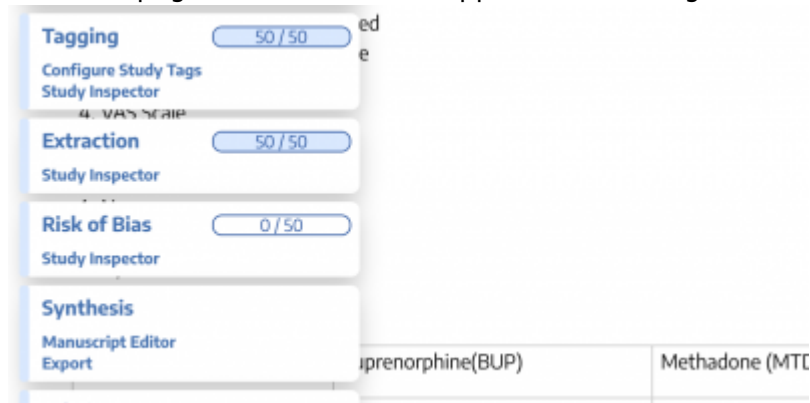 Tagging 50 / 50
Configure Study Tags
Study Inspector
4. VAS Scale
Extraction 50 / 50
Study Inspector
Risk of Bias 0 / 50
Study Inspector
Synthesis
Manuscript Editor
Export
uprenorphine(BUP) Methadone (MTD